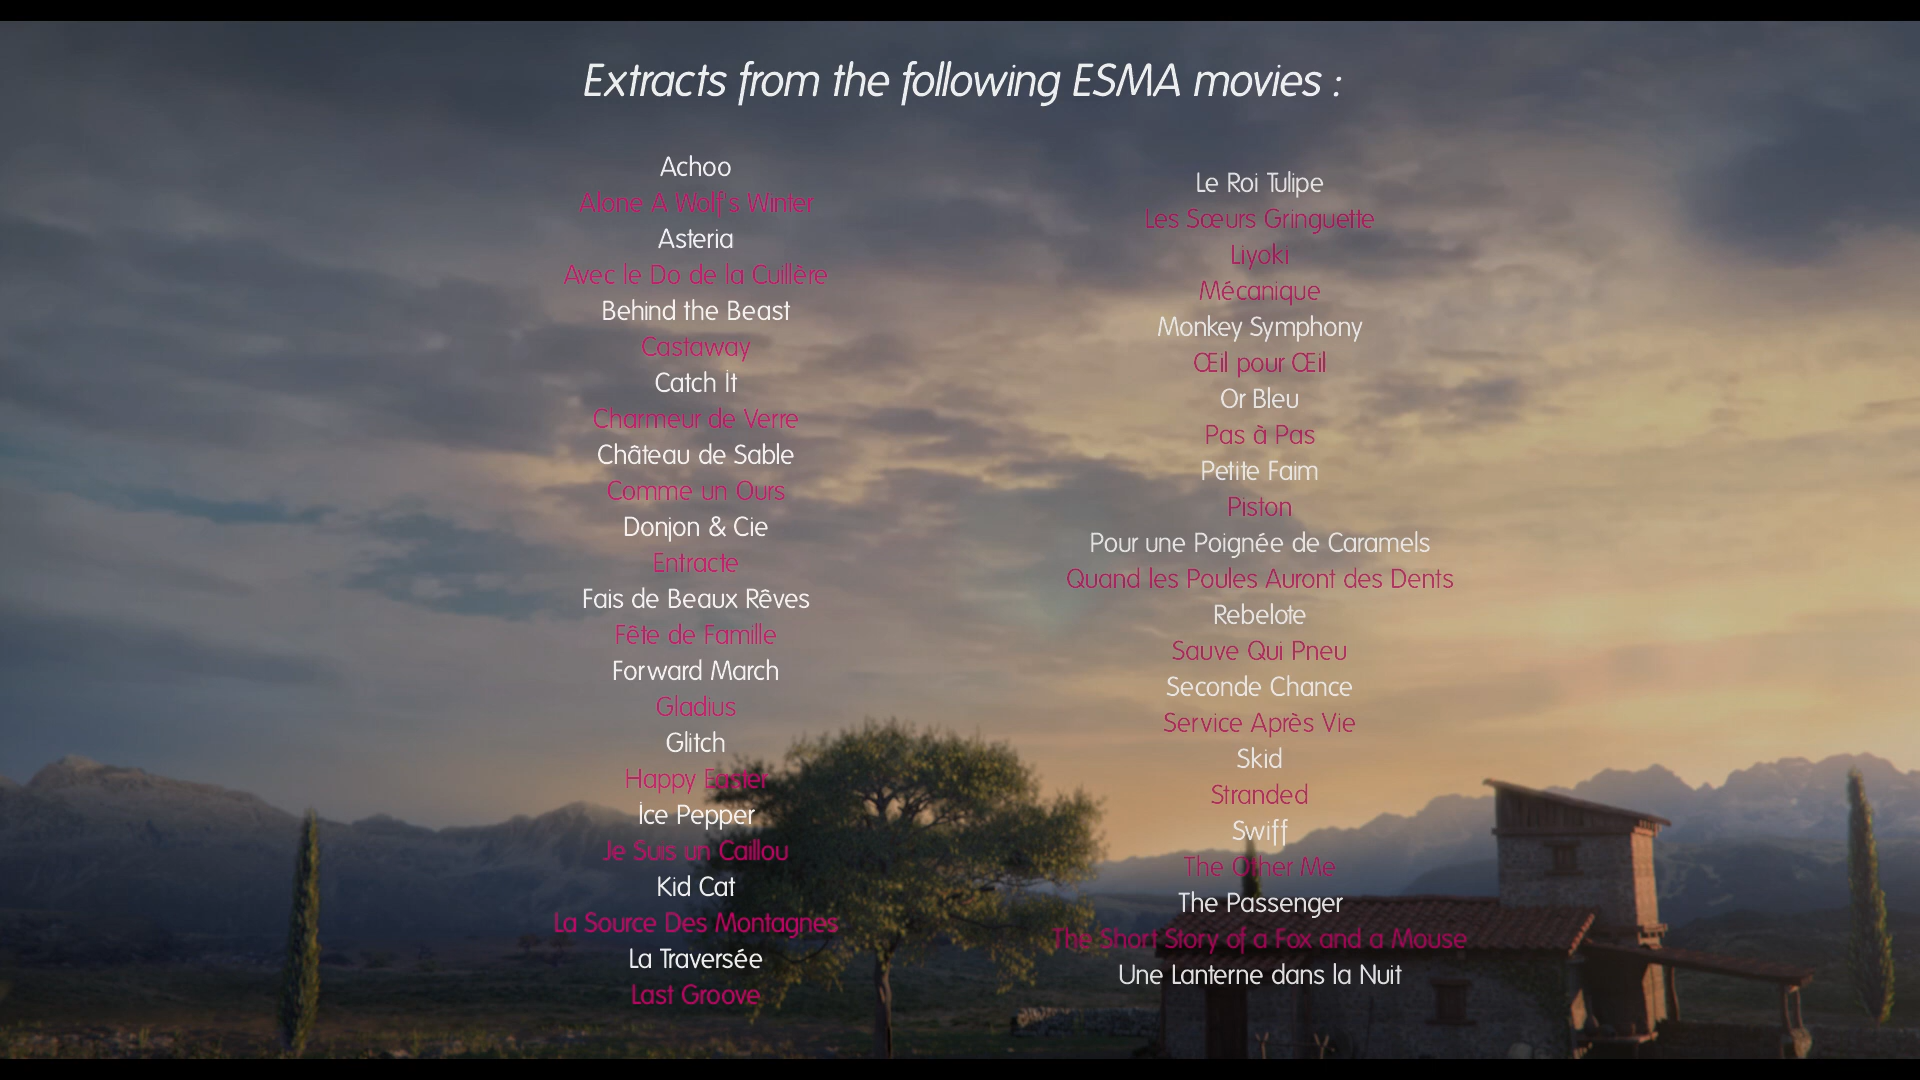 Extracts from the following ESMA movies :
Achoo
Alone A Wolf's Winter
Asteria
Avec le Do de la Cuillère
Behind the Beast
Castaway
Catch It
Charmeur de Verre
Château de Sable
Comme un Ours
Donjon & Cie
Entracte
Fais de Beaux Rêves
Fête de Famille
Forward March
Gladius
Glitch
Happy Easter
Ice Pepper
Je Suis un Caillou
Kid Cat
La Source Des Montagnes
La Traversée
Last Groove
Le Roi Tulipe
Les Sœurs Gringuette
Liyoki
Mécanique
Monkey Symphony
Œil pour Œil
Or Bleu
Pas à Pas
Petite Faim
Piston
Pour une Poignée de Caramels
Quand les Poules Auront des Dents
Rebelote
Sauve Qui Pneu
Seconde Chance
Service Après Vie
Skid
Stranded
Swiff
The Other Me
The Passenger
The Short Story of a Fox and a Mouse
Une Lanterne dans la Nuit